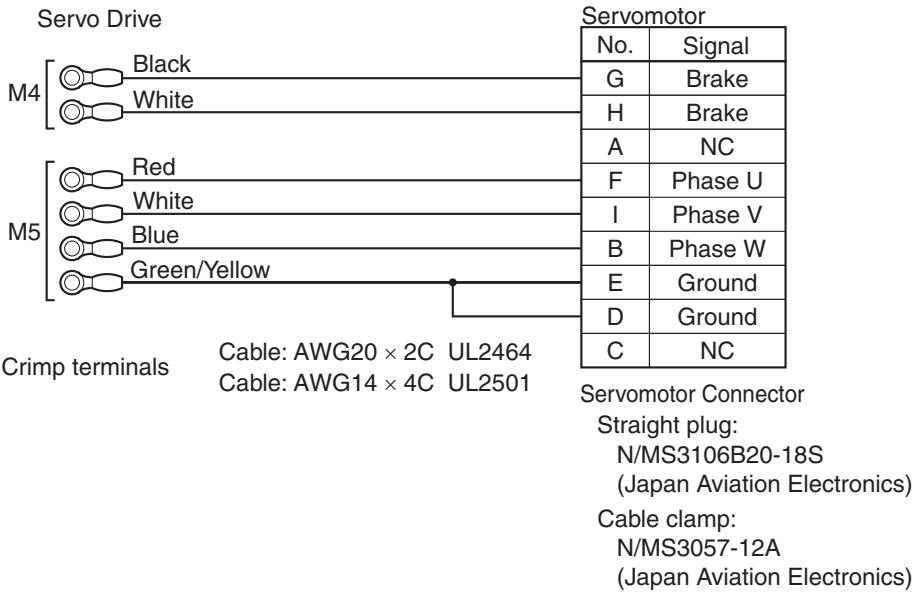 Servo Drive
Servomotor
No. Signal
Black
G Brake
M4
White
H Brake
A NC
Red
F Phase U
White
I Phase V
M5
Blue
B Phase W
Green/Yellow
E Ground
D Ground
C NC
Crimp terminals
Cable: AWG20 × 2C UL2464
Cable: AWG14 × 4C UL2501
Servomotor Connector
Straight plug:
N/MS3106B20-18S
(Japan Aviation Electronics)
Cable clamp:
N/MS3057-12A
(Japan Aviation Electronics)